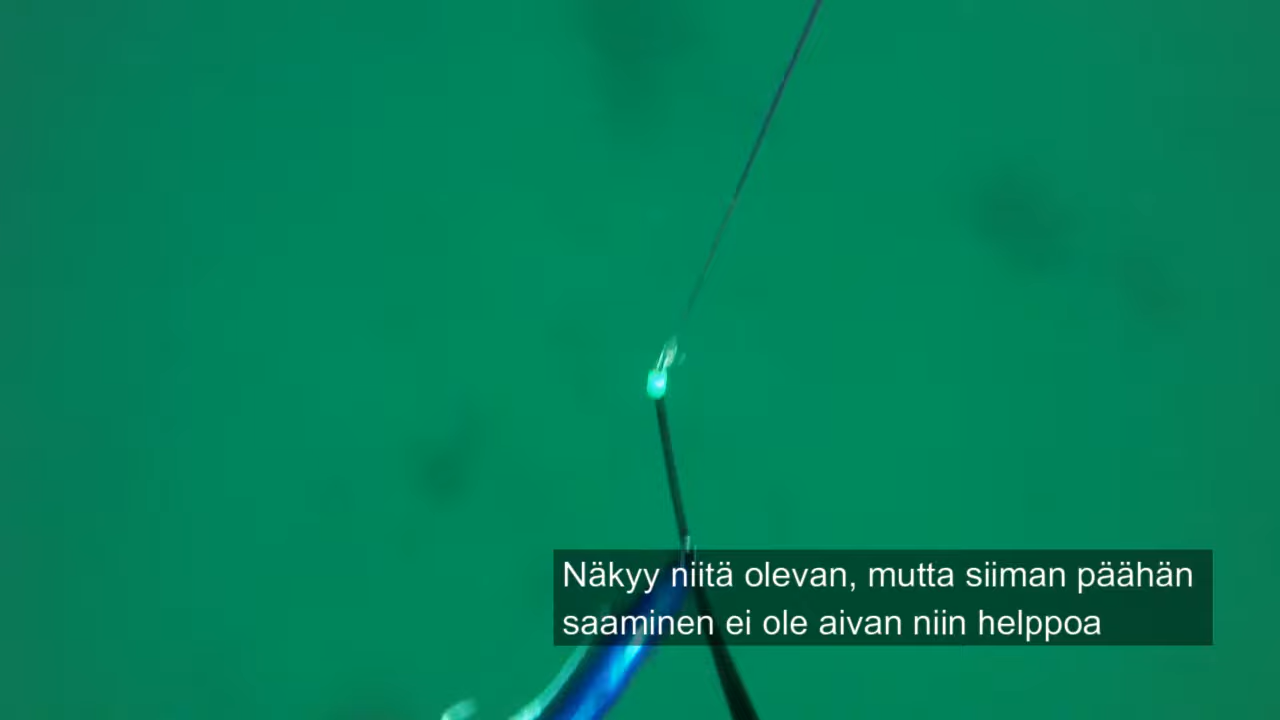 Näkyy niitä olevan, mutta siiman päähän
saaminen ei ole aivan niin helppoa